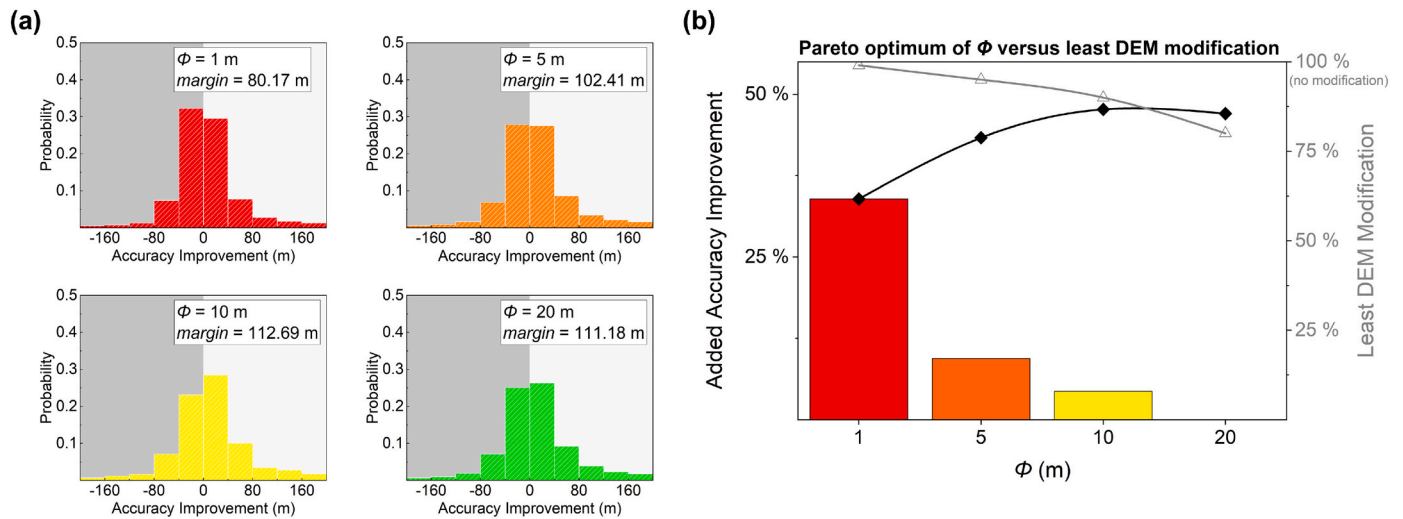 (a)
0.5
0.4
0.3
0.2
0.1
Probability
Φ = 1 m
margin = 80.17 m
-160 -80 0 80 160
Accuracy Improvement (m)
0.5
0.4
0.3
0.2
0.1
Probability
Φ = 5 m
margin = 102.41 m
-160 -80 0 80 160
Accuracy Improvement (m)
0.5
0.4
0.3
0.2
0.1
Probability
Φ = 10 m
margin = 112.69 m
-160 -80 0 80 160
Accuracy Improvement (m)
0.5
0.4
0.3
0.2
0.1
Probability
Φ = 20 m
margin = 111.18 m
-160 -80 0 80 160
Accuracy Improvement (m)
(b)
Pareto optimum of Φ versus least DEM modification
Added Accuracy Improvement
50 %
25 %
100 %
(no modification)
75 %
50 %
25 %
Least DEM Modification
1 5 10 20
Φ (m)